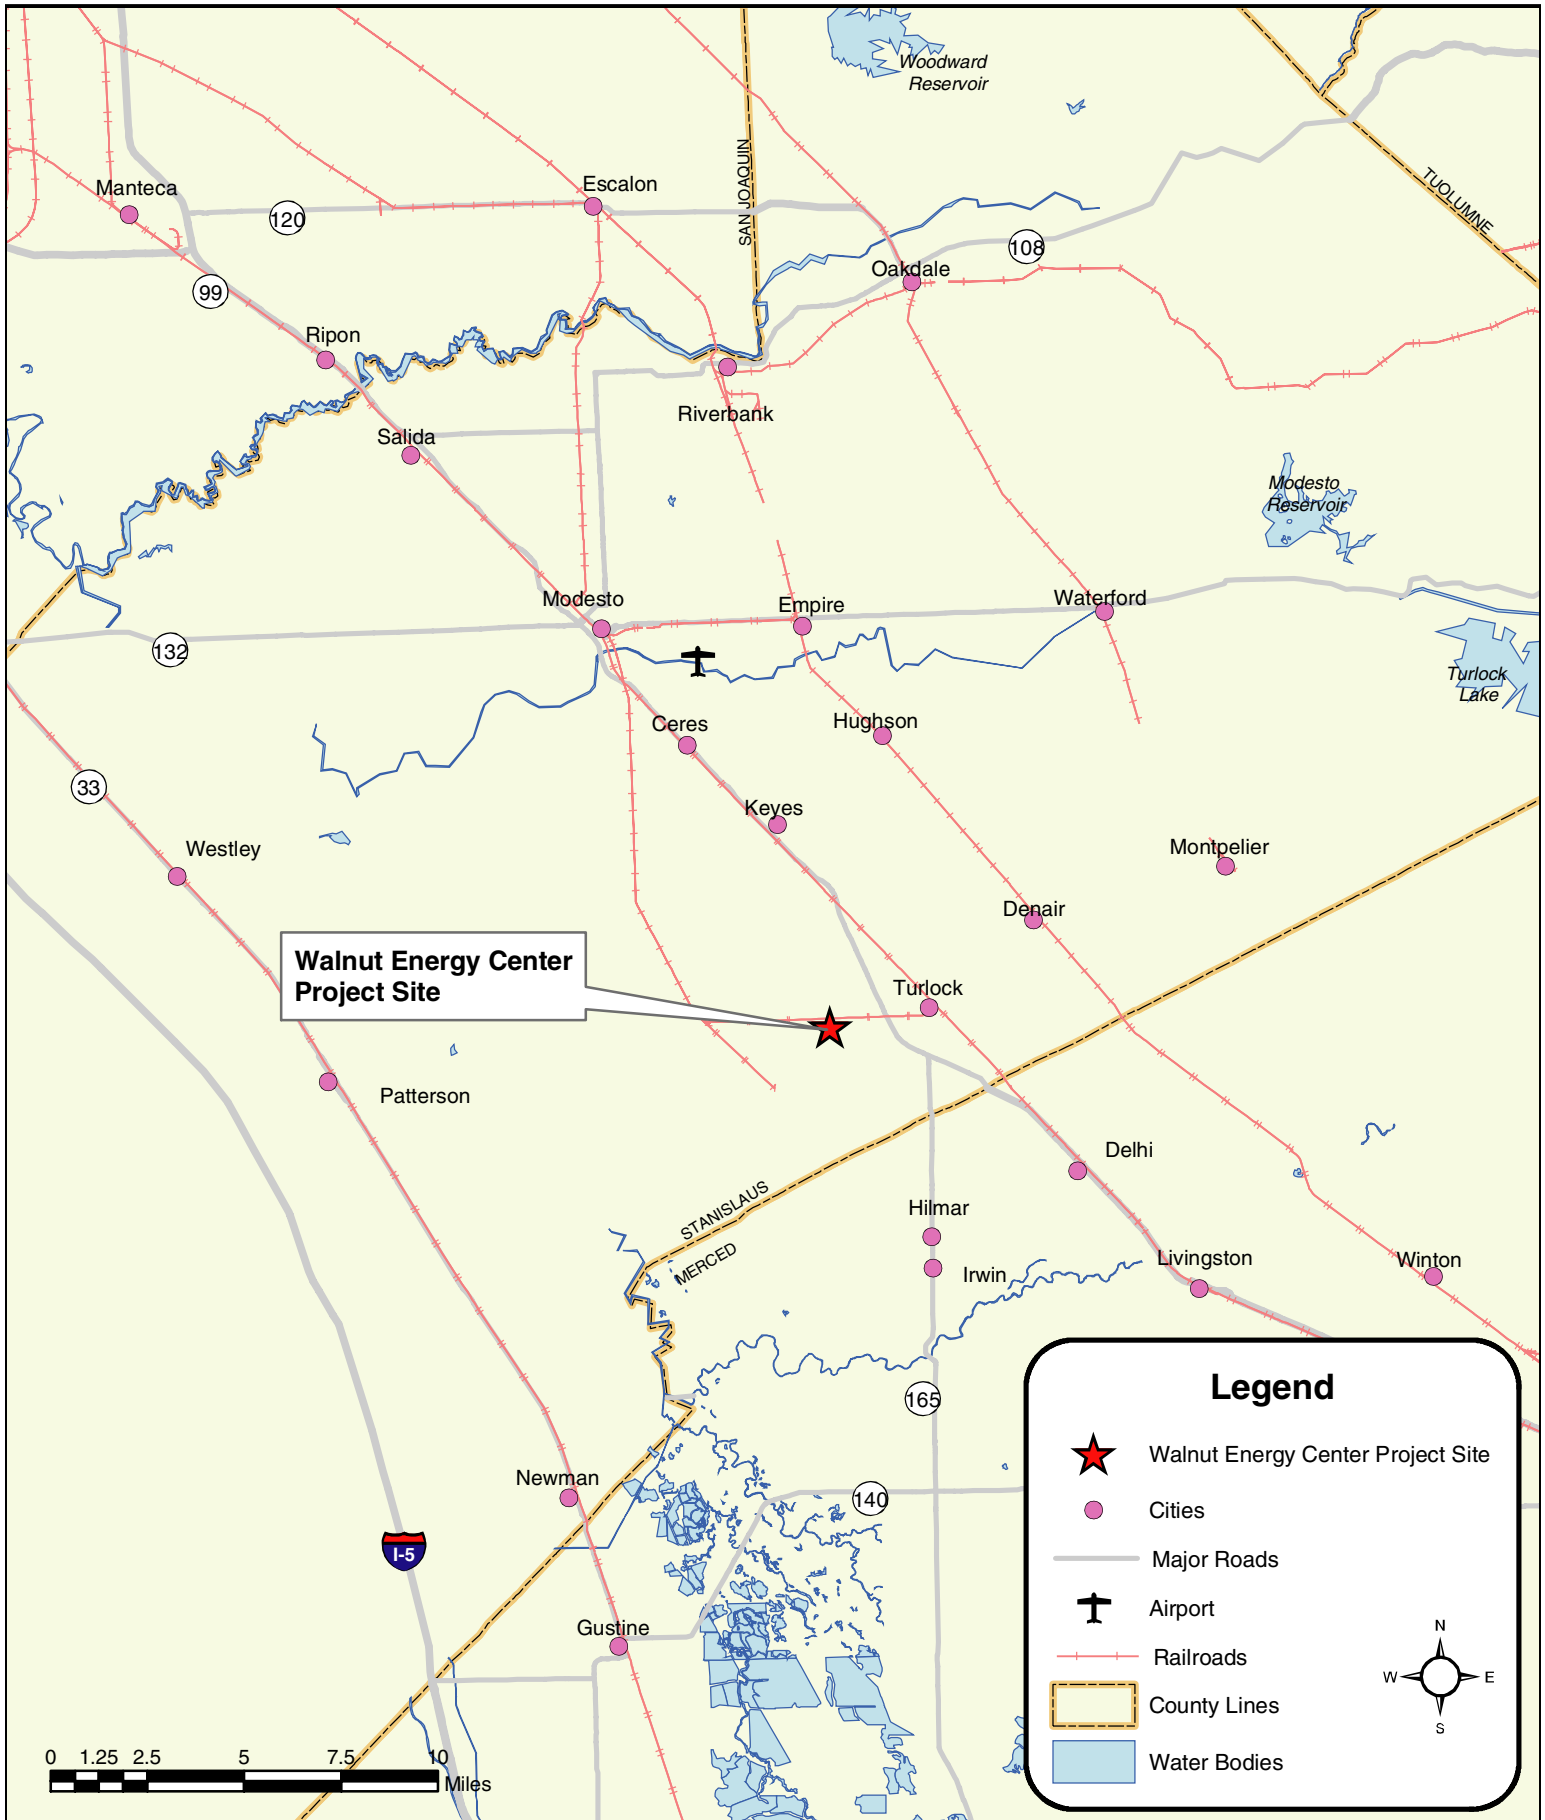 Woodward
Reservoir
SAN JOAQUIN
TUOLUMNE
Manteca
Escalon
120
108
Oakdale
99
Ripon
Riverbank
Salida
Modesto
Reservoir
Modesto
Empire
Waterford
132
Turlock
Lake
Ceres
Hughson
33
Keyes
Westley
Montpelier
Denair
Walnut Energy Center
Project Site
Turlock
Patterson
Delhi
STANISLAUS
MERCED
Hilmar
Irwin
Livingston
Winton
165
Newman
140
I-5
Gustine
Legend
Walnut Energy Center Project Site
Cities
Major Roads
Airport
Railroads
County Lines
Water Bodies
N
W E
S
0 1.25 2.5 5 7.5 10
Miles